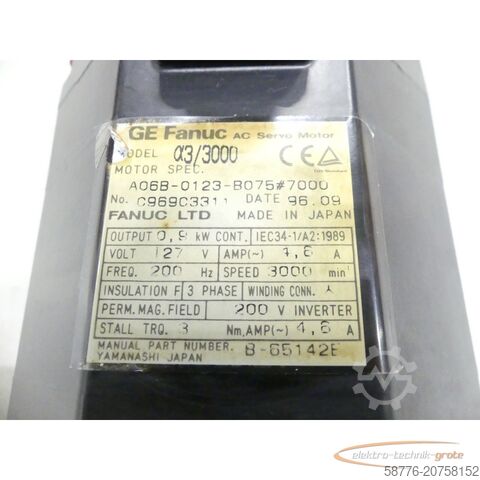 GE Fanuc AC Servo Motor
MODEL α3/3000
MOTOR SPEC.
A06B-0123-B075#7000
No. C969C3311 DATE 96.09
FANUC LTD MADE IN JAPAN
OUTPUT 0,9 kW CONT. IEC34-1/A2:1989
VOLT 127 V AMP(~) 4,6 A
FREQ. 200 Hz SPEED 3000 min
INSULATION F 3 PHASE WINDING CONN.
PERM.MAG.FIELD 200 V INVERTER
STALL TRQ. 3 Nm,AMP(~) 4,6 A
MANUAL PART NUMBER. B-65142E
YAMANASHI JAPAN
elektro-technik-grote
58776-20758152